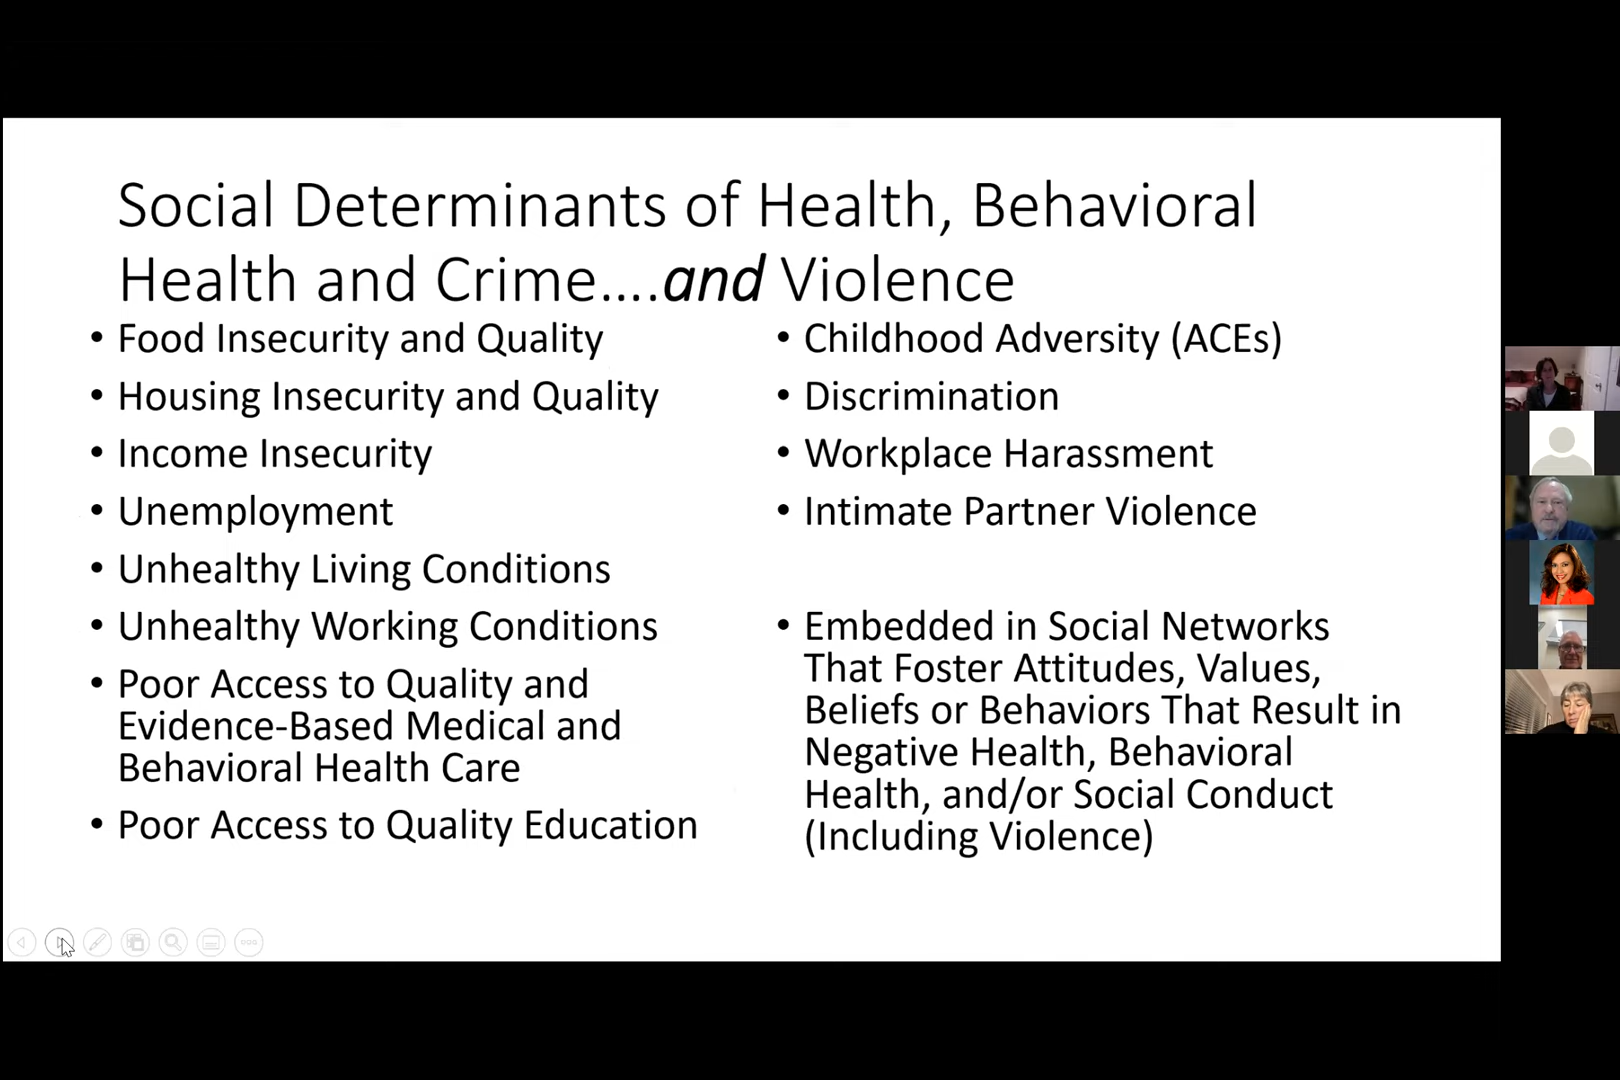 Social Determinants of Health, Behavioral
Health and Crime….and Violence
• Food Insecurity and Quality
• Housing Insecurity and Quality
• Income Insecurity
• Unemployment
• Unhealthy Living Conditions
• Unhealthy Working Conditions
• Poor Access to Quality and
Evidence-Based Medical and
Behavioral Health Care
• Poor Access to Quality Education
• Childhood Adversity (ACEs)
• Discrimination
• Workplace Harassment
• Intimate Partner Violence
• Embedded in Social Networks
That Foster Attitudes, Values,
Beliefs or Behaviors That Result in
Negative Health, Behavioral
Health, and/or Social Conduct
(Including Violence)